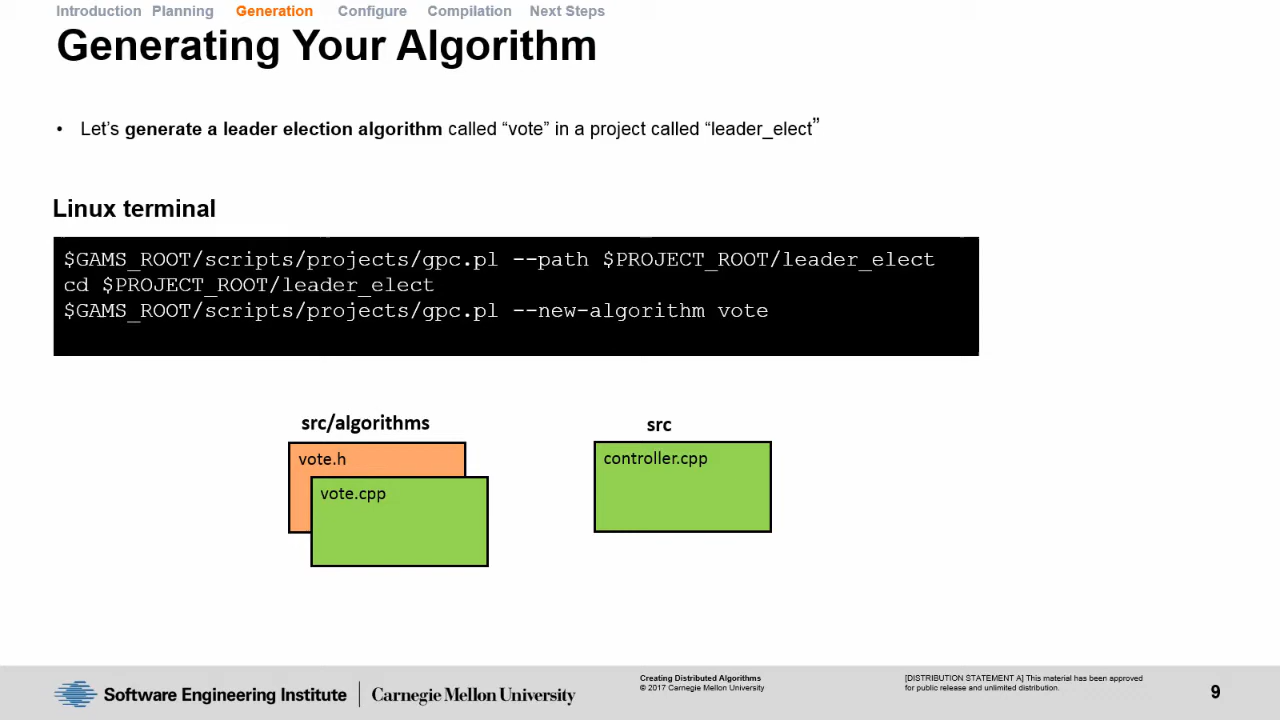 Introduction Planning Generation Configure Compilation Next Steps
Generating Your Algorithm
• Let's generate a leader election algorithm called “vote” in a project called “leader_elect”
Linux terminal
$GAMS_ROOT/scripts/projects/gpc.pl --path $PROJECT_ROOT/leader_elect
cd $PROJECT_ROOT/leader_elect
$GAMS_ROOT/scripts/projects/gpc.pl --new-algorithm vote
src/algorithms
src
vote.h
controller.cpp
vote.cpp
Software Engineering Institute | Carnegie Mellon University
Creating Distributed Algorithms
© 2017 Carnegie Mellon University
[DISTRIBUTION STATEMENT A] This material has been approved
for public release and unlimited distribution.
9